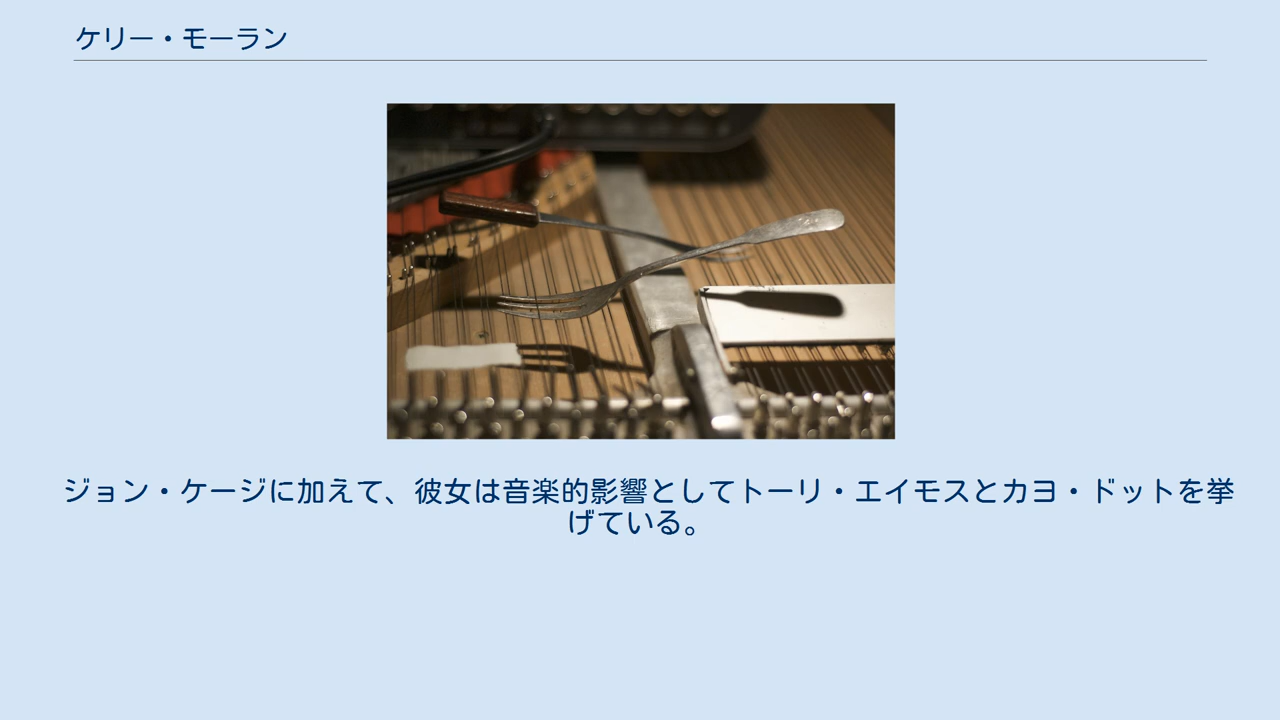 ケリー・モーラン
ジョン・ケージに加えて、彼女は音楽的影響としてトーリ・エイモスとカヨ・ドットを挙
げている。